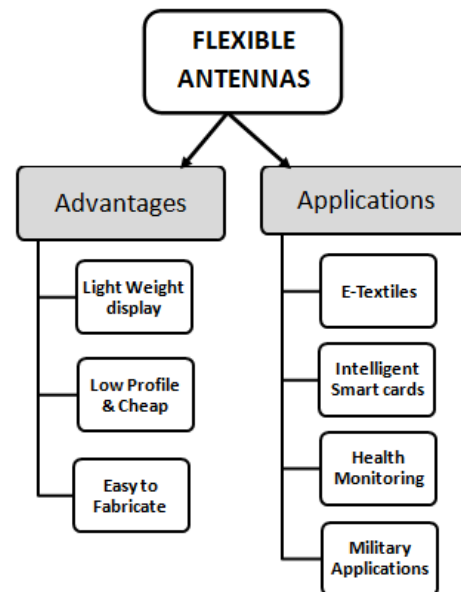 FLEXIBLE
ANTENNAS
Advantages
Light Weight
display
Low Profile
& Cheap
Easy to
Fabricate
Applications
E-Textiles
Intelligent
Smart cards
Health
Monitoring
Military
Applications